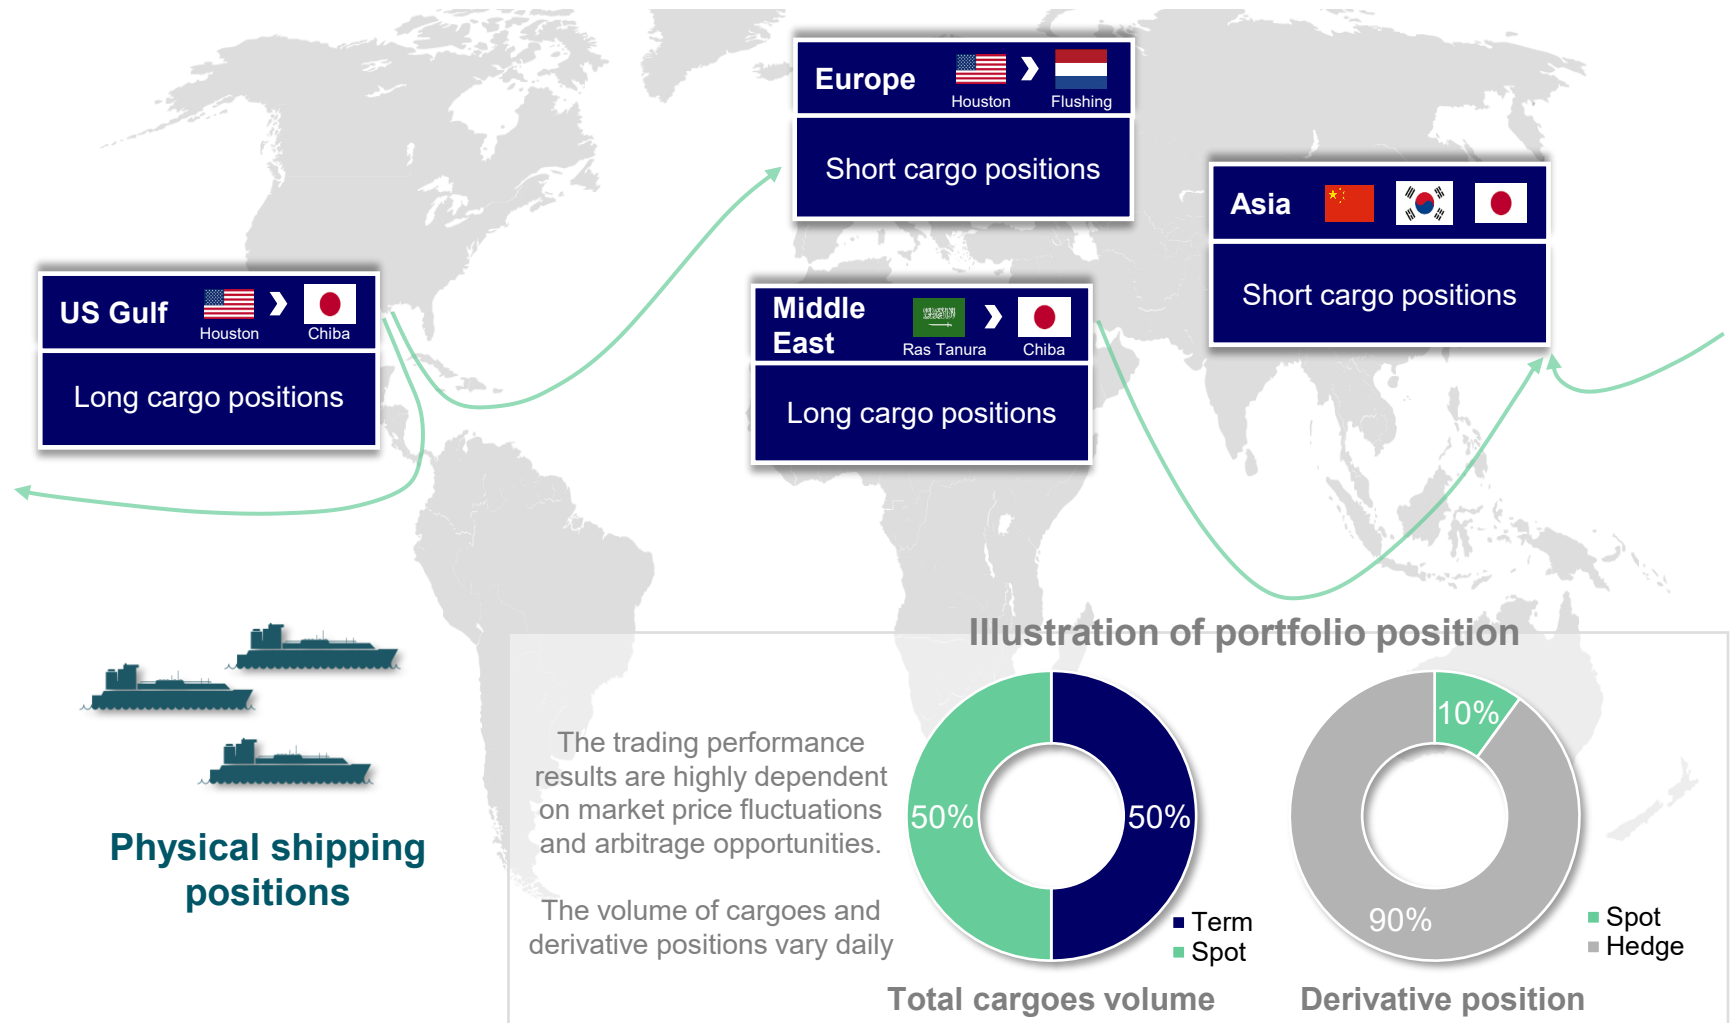 Europe
Houston
Flushing
Short cargo positions
Asia
Short cargo positions
US Gulf
Houston
Chiba
Long cargo positions
Middle
East
Ras Tanura
Chiba
Long cargo positions
Physical shipping
positions
Illustration of portfolio position
The trading performance
results are highly dependent
on market price fluctuations
and arbitrage opportunities.
The volume of cargoes and
derivative positions vary daily
50%
50%
Term
Spot
Total cargoes volume
10%
90%
Spot
Hedge
Derivative position